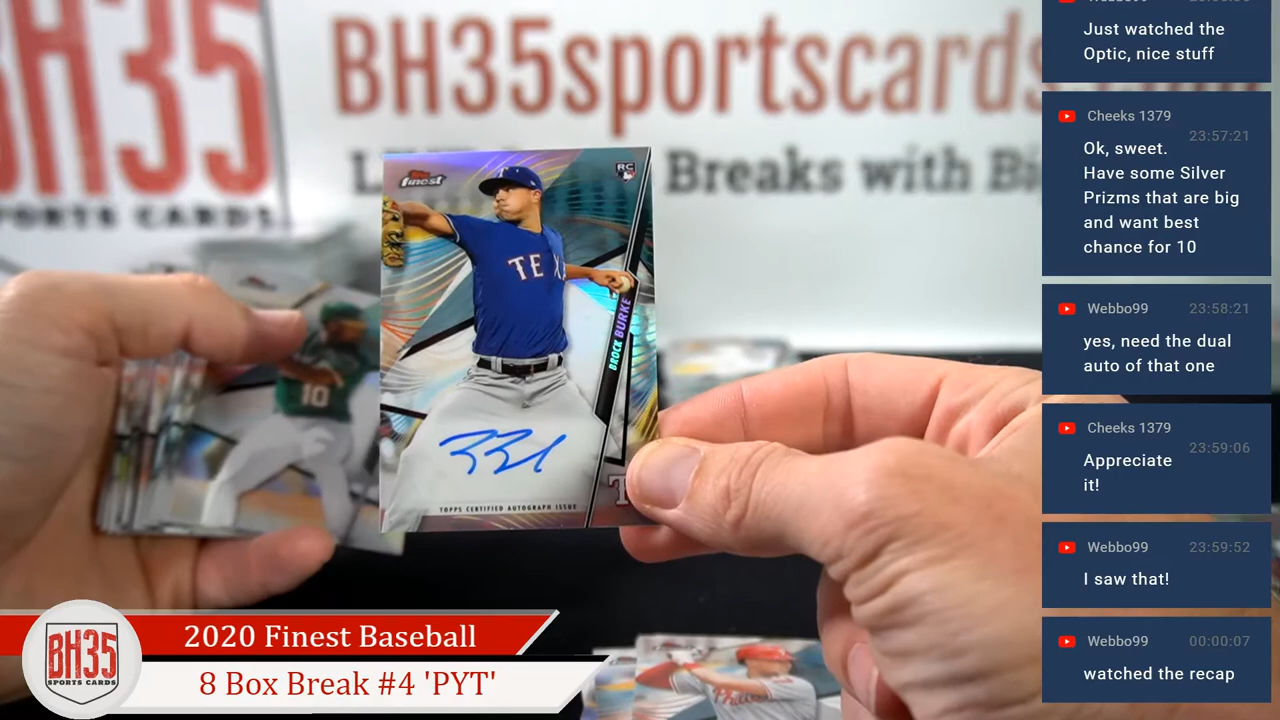 BH35
SPORTS CARDS
BH35sportscards
Breaks with
Topps
finest
RC
TEX
BROCK BURKE
TOPPS CERTIFIED AUTOGRAPH ISSUE
T
10
Phillies
Just watched the
Optic, nice stuff
Cheeks 1379
23:57:21
Ok, sweet.
Have some Silver
Prizms that are big
and want best
chance for 10
Webbo99 23:58:21
yes, need the dual
auto of that one
Cheeks 1379
23:59:06
Appreciate
it!
Webbo99 23:59:52
I saw that!
Webbo99 00:00:07
watched the recap
BH35
SPORTS CARDS
2020 Finest Baseball
8 Box Break #4 'PYT'